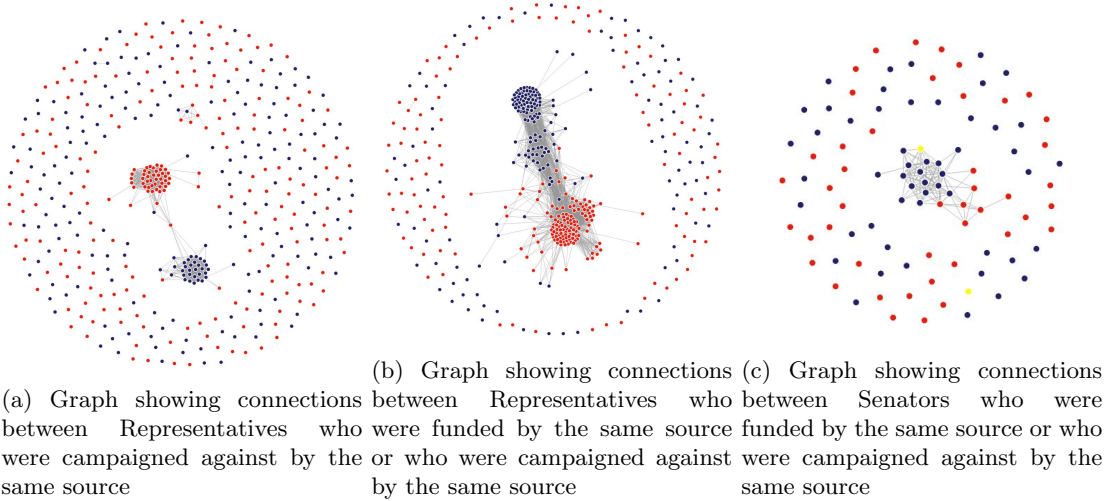 (a) Graph showing connections
between Representatives who
were campaigned against by the
same source
(b) Graph showing connections
between Representatives who
were funded by the same source
or who were campaigned against
by the same source
(c) Graph showing connections
between Senators who were
funded by the same source or who
were campaigned against by the
same source